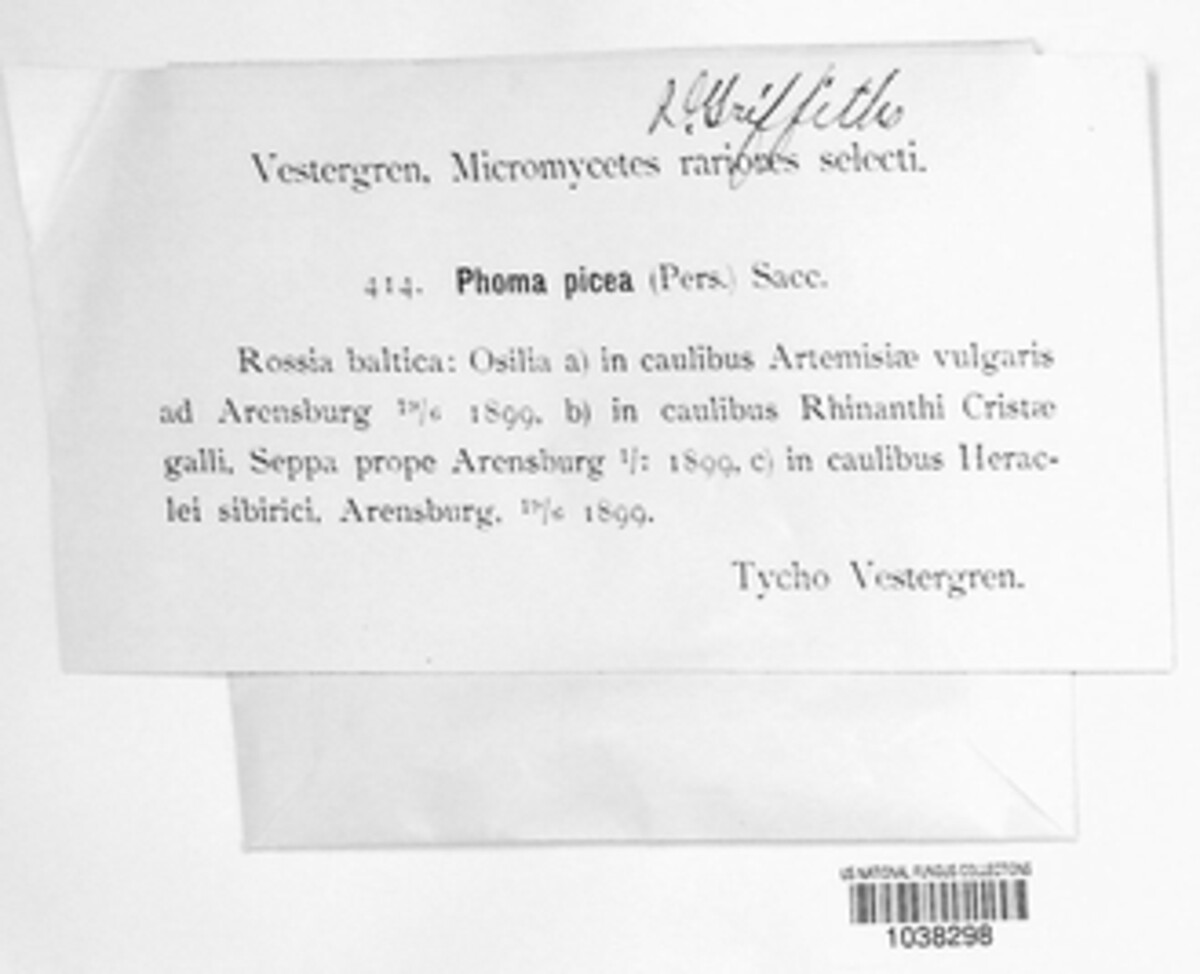 Griffiths
Vestergren. Micromycetes rariores selecti.
414. Phoma picea (Pers.) Sacc.
Rossia baltica: Osilia a) in caulibus Artemisiæ vulgaris
ad Arensburg 1899. b) in caulibus Rhinanthi Cristæ
galli. Seppa prope Arensburg 1899. c) in caulibus Herac-
lei sibirici. Arensburg. 1899.
Tycho Vestergren.
US NATIONAL FUNGUS COLLECTIONS
1038298